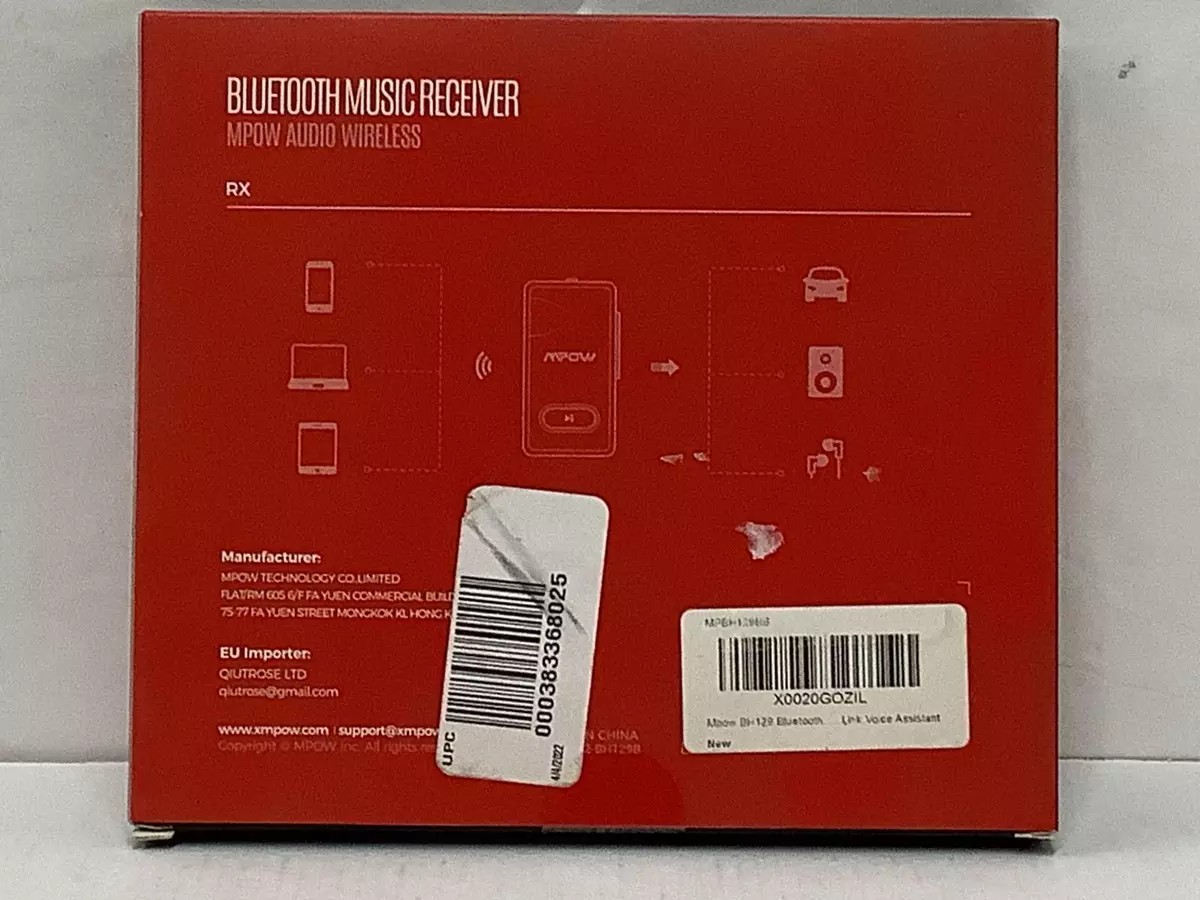 BLUETOOTH MUSIC RECEIVER
MPOW AUDIO WIRELESS
RX
MPOW
Manufacturer:
MPOW TECHNOLOGY CO.LIMITED
FLAT/RM 605 6/F FA YUEN COMMERCIAL
75-77 FA YUEN STREET MONGKOK KL HONG
EU Importer:
QIUTROSE LTD
qiutrose@gmail.com
www.xmpow.com | support@xmpow
Copyright © MPOW Inc. All rights
CHINA
BH129B
UPC
000383368025
4/4/2022
X0020GOZIL
Mpow BH129 Bluetooth ... Link Voice Assistant
New